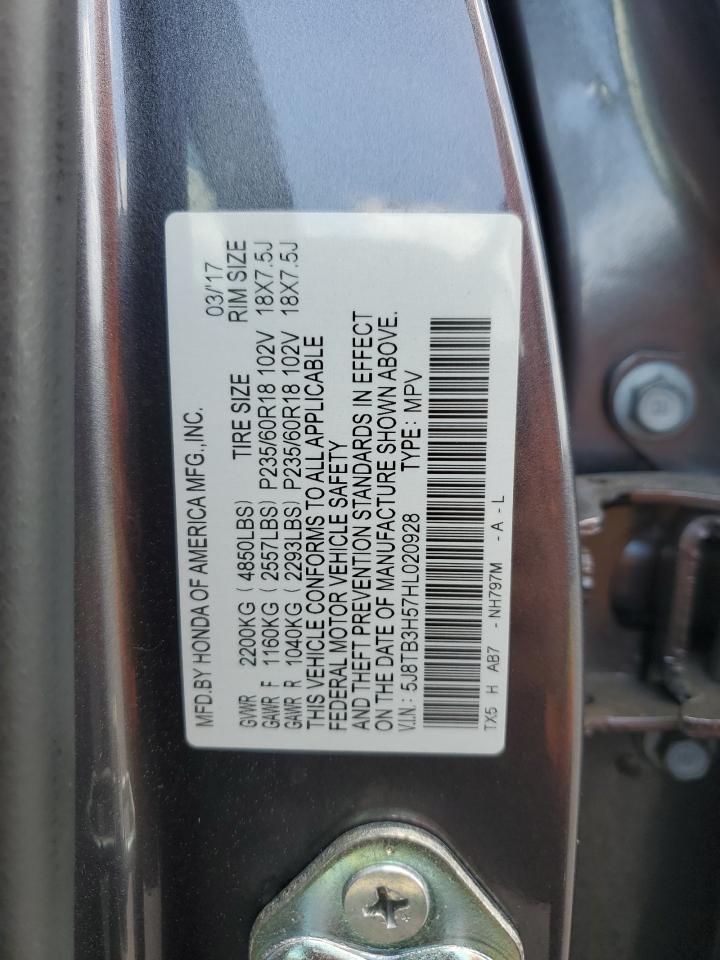 MFD.BY HONDA OF AMERICA MFG.,INC. 03/'17
GVWR 2200KG ( 4850LBS) TIRE SIZE RIM SIZE
GAWR F 1160KG ( 2557LBS) P235/60R18 102V 18X7.5J
GAWR R 1040KG ( 2293LBS) P235/60R18 102V 18X7.5J
THIS VEHICLE CONFORMS TO ALL APPLICABLE
FEDERAL MOTOR VEHICLE SAFETY
AND THEFT PREVENTION STANDARDS IN EFFECT
ON THE DATE OF MANUFACTURE SHOWN ABOVE.
V.I.N.: 5J8TB3H57HL020928 TYPE: MPV
TX5 H AB7 - NH797M - A - L